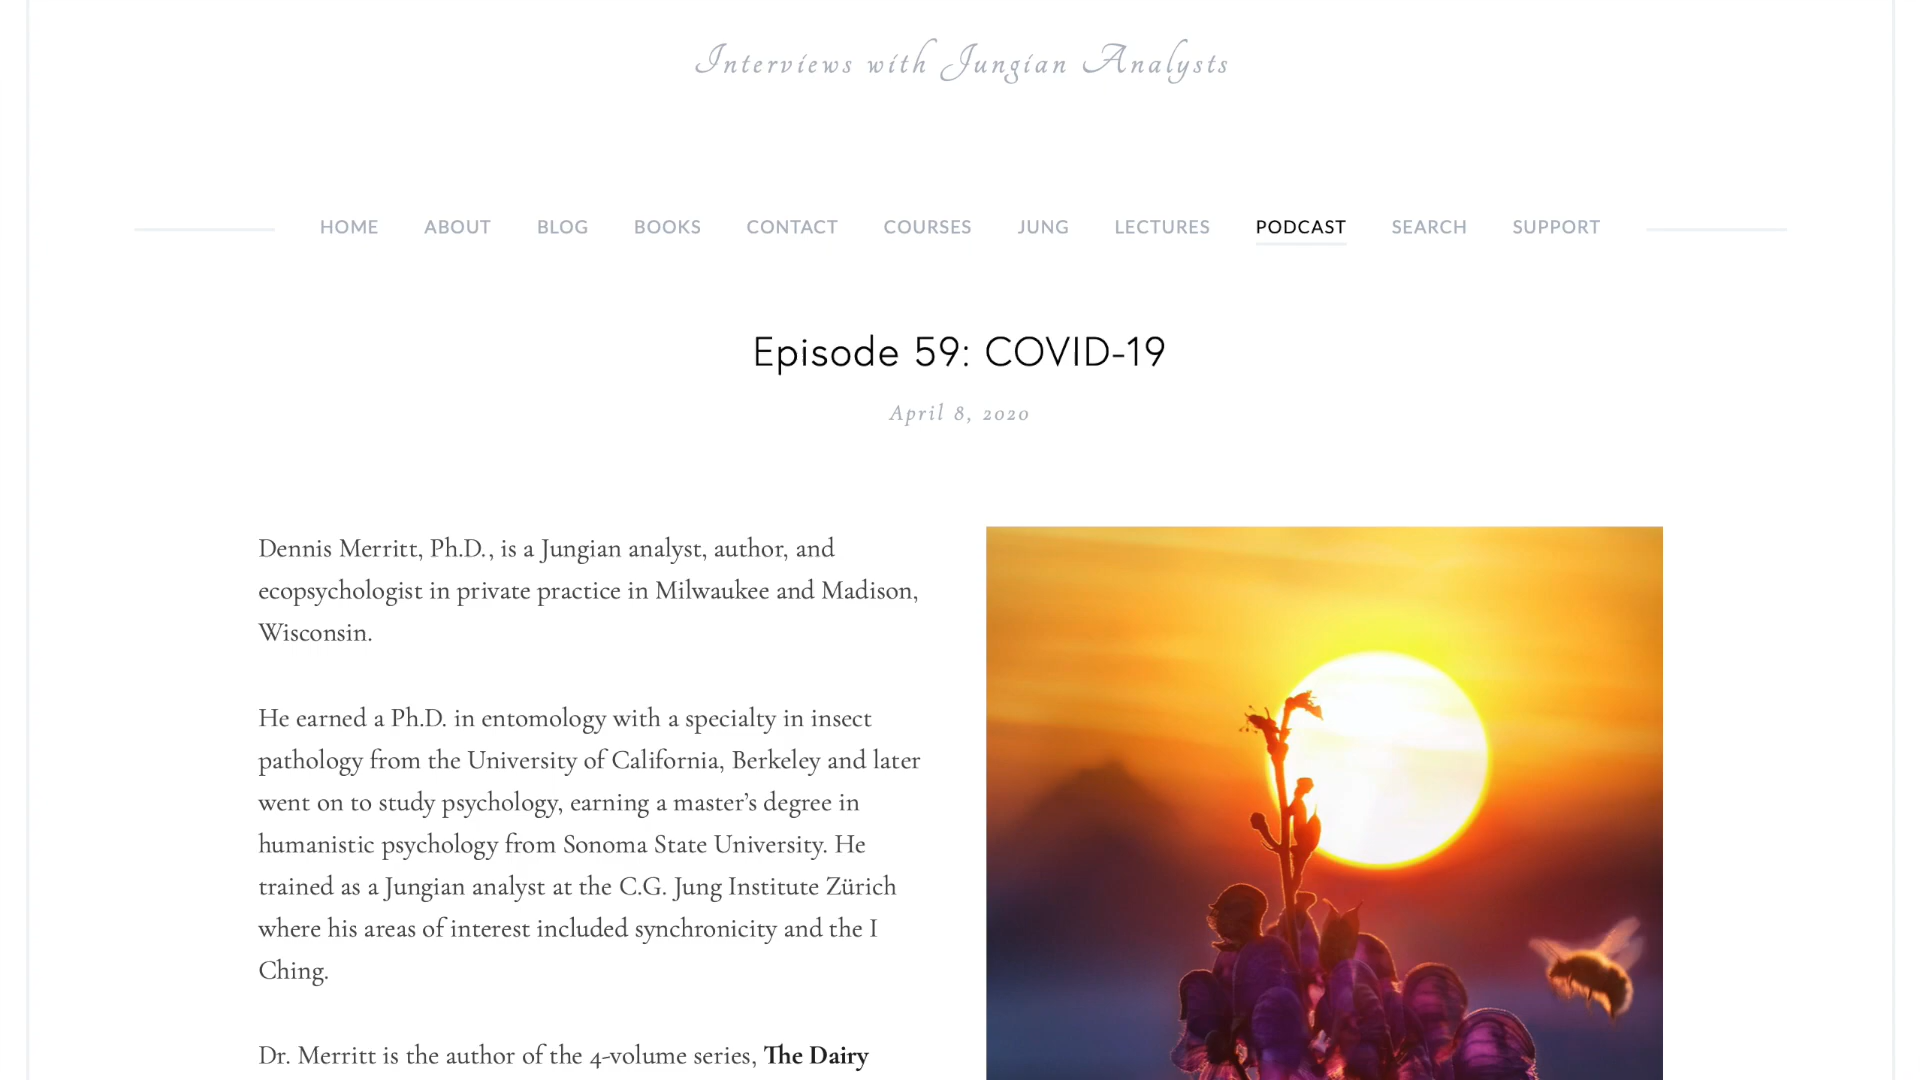 Interviews with Jungian Analysts
HOME ABOUT BLOG BOOKS CONTACT COURSES JUNG LECTURES PODCAST SEARCH SUPPORT
Episode 59: COVID-19
April 8, 2020
Dennis Merritt, Ph.D., is a Jungian analyst, author, and
ecopsychologist in private practice in Milwaukee and Madison,
Wisconsin.
He earned a Ph.D. in entomology with a specialty in insect
pathology from the University of California, Berkeley and later
went on to study psychology, earning a master’s degree in
humanistic psychology from Sonoma State University. He
trained as a Jungian analyst at the C.G. Jung Institute Zürich
where his areas of interest included synchronicity and the I
Ching.
Dr. Merritt is the author of the 4-volume series, The Dairy